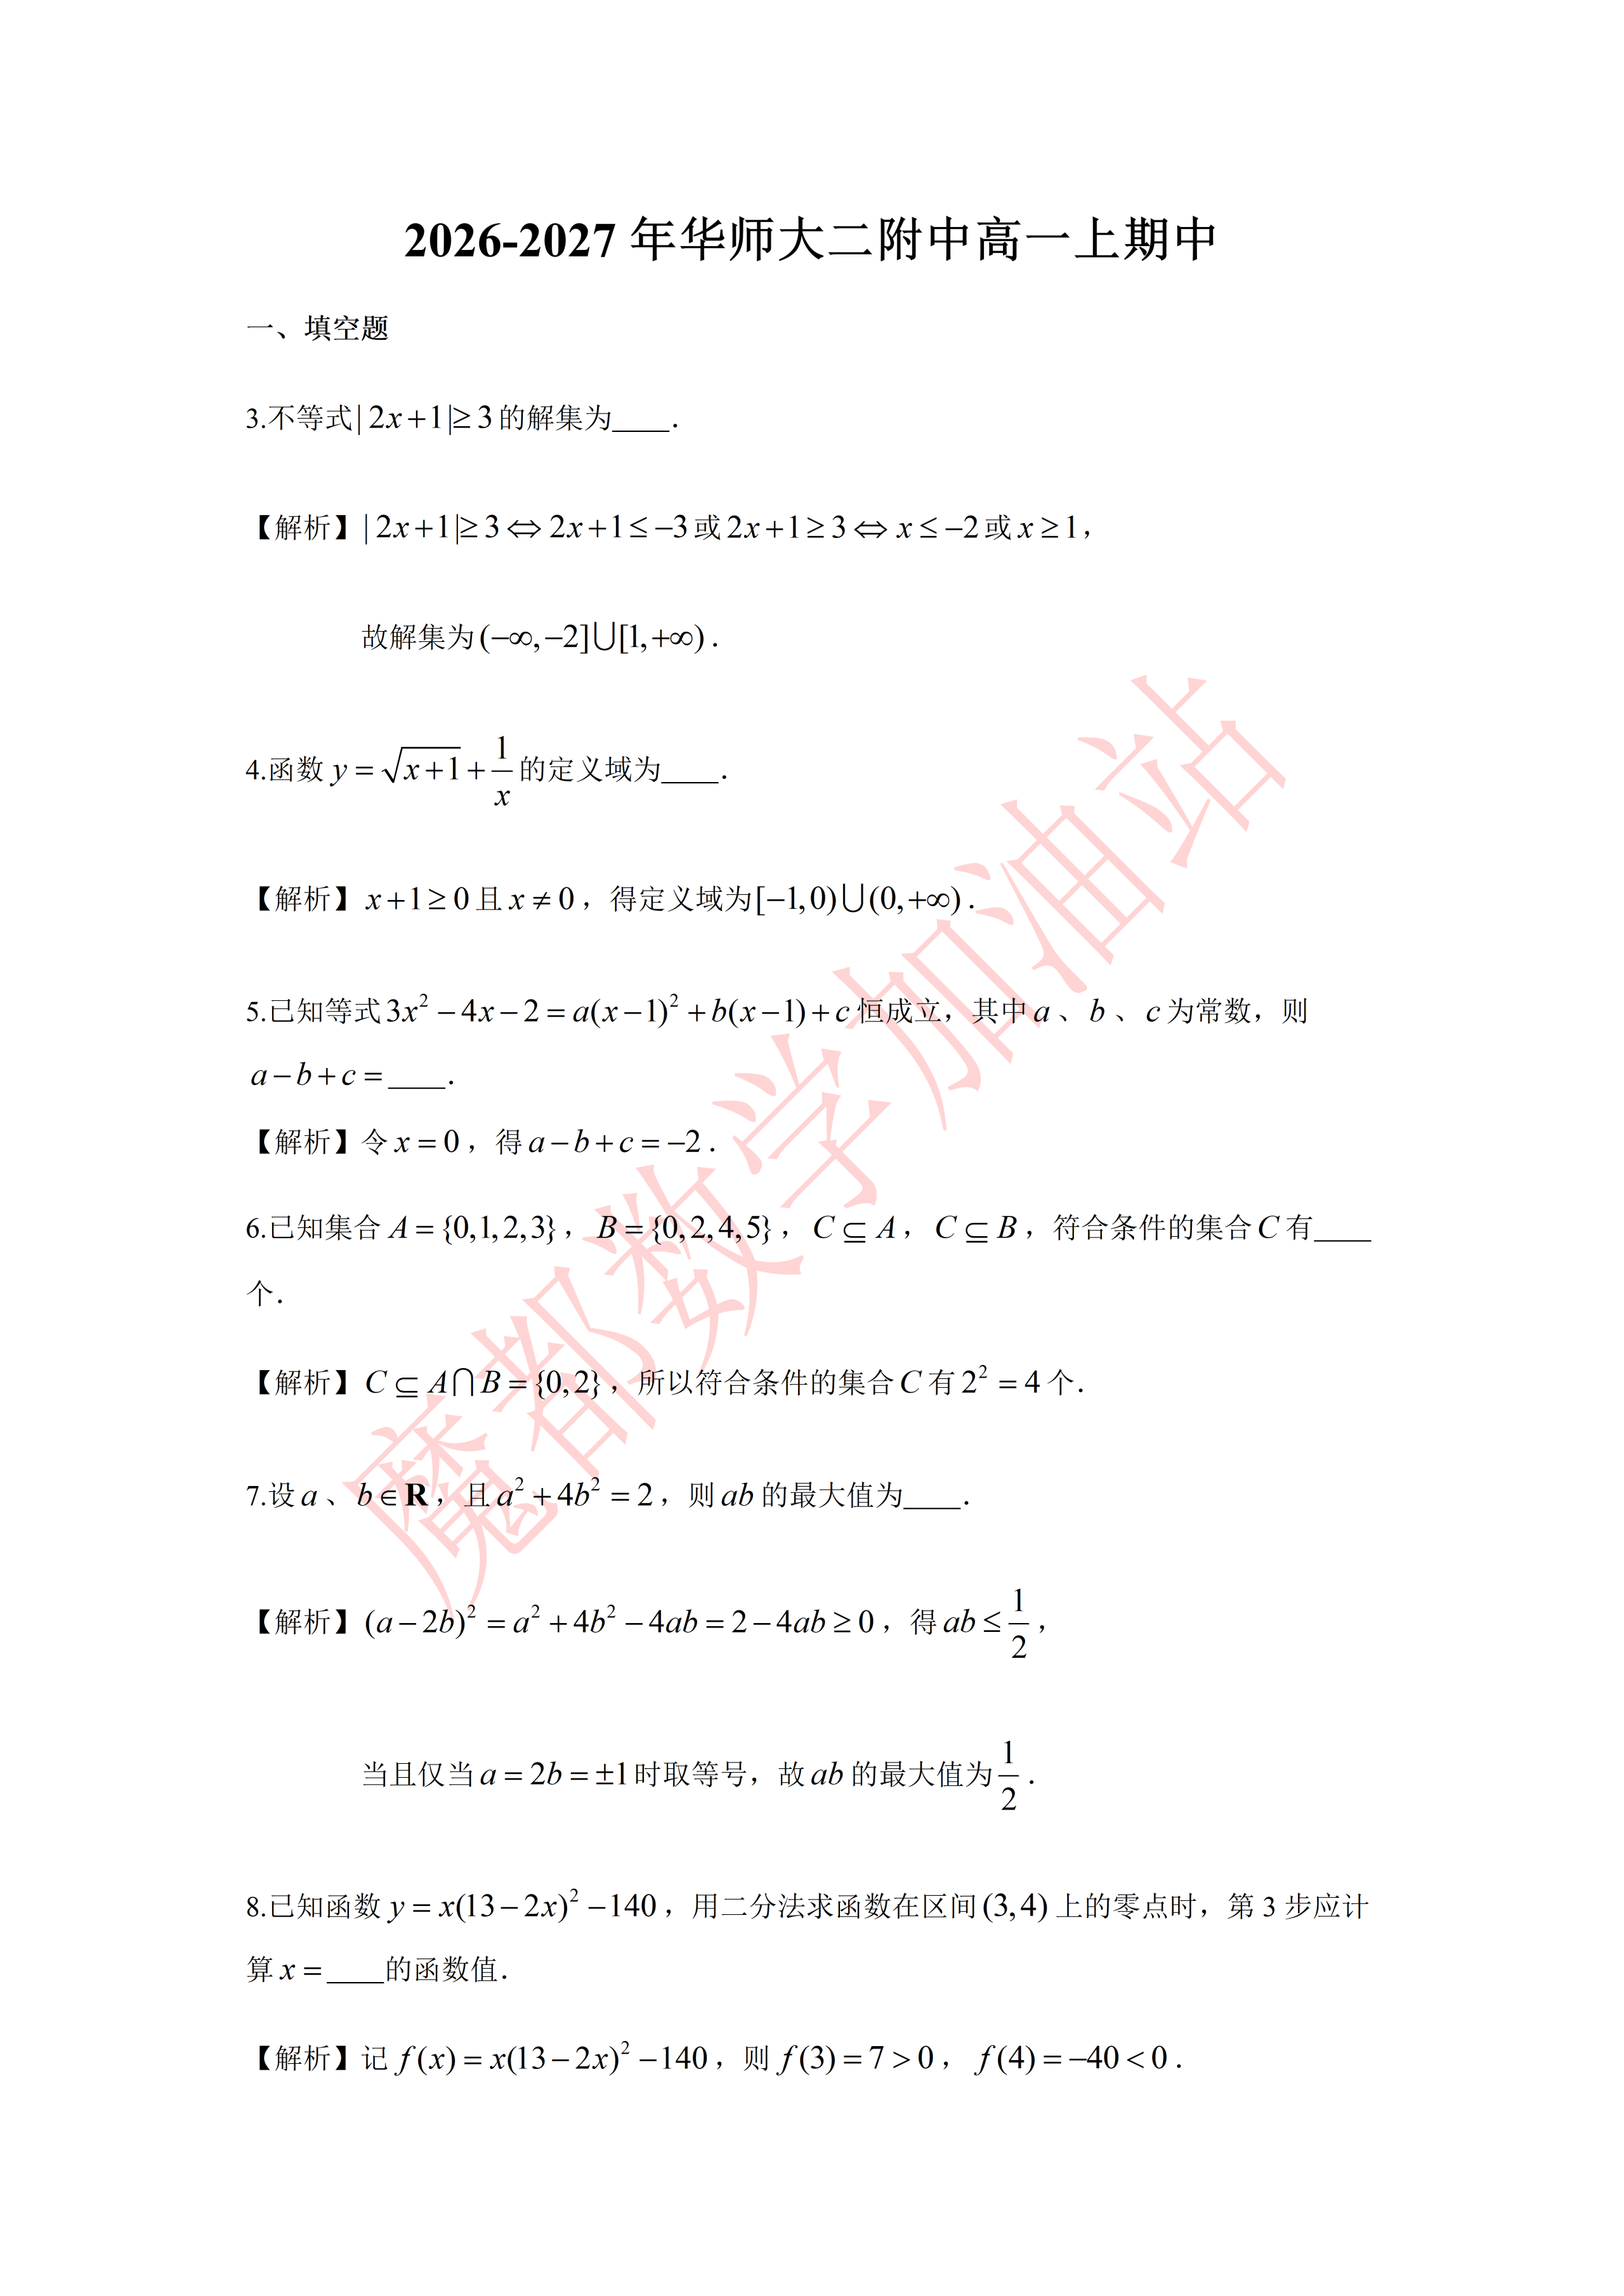 2026-2027 年华师大二附中高一上期中
一、填空题
3.不等式|2x+1|≥3的解集为____.
【解析】|2x+1|≥3⇔2x+1≤−3或2x+1≥3⇔x≤−2或x≥1,
故解集为(−∞,−2]⋃[1,+∞).
4.函数 y=√(x+1)+1/x 的定义域为____.
【解析】x+1≥0且x≠0，得定义域为[−1,0)⋃(0,+∞).
5.已知等式3x²−4x−2=a(x−1)²+b(x−1)+c恒成立，其中a、b、c为常数，则
a−b+c=____.
【解析】令x=0，得a−b+c=−2.
6.已知集合A={0,1,2,3}，B={0,2,4,5}，C⊆A，C⊆B，符合条件的集合C有____
个.
【解析】C⊆A⋂B={0,2}，所以符合条件的集合C有2²=4个.
7.设a、b∈R，且a²+4b²=2，则ab的最大值为____.
【解析】(a−2b)²=a²+4b²−4ab=2−4ab≥0，得ab≤1/2,
当且仅当a=2b=±1时取等号，故ab的最大值为1/2.
8.已知函数y=x(13−2x)²−140，用二分法求函数在区间(3,4)上的零点时，第3步应计
算x=____的函数值.
【解析】记f(x)=x(13−2x)²−140，则f(3)=7>0，f(4)=−40<0.
魔都数学加油站